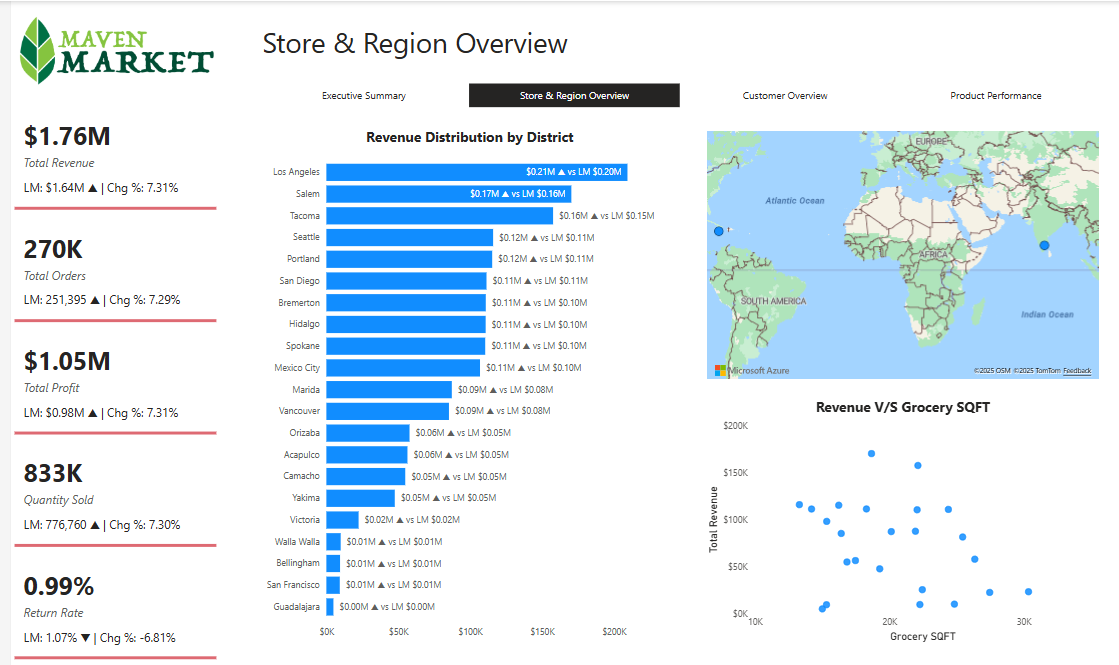 MAVEN
MARKET
Store & Region Overview
Executive Summary
Store & Region Overview
Customer Overview
Product Performance
$1.76M
Total Revenue
LM: $1.64M ▲ | Chg %: 7.31%
270K
Total Orders
LM: 251,395 ▲ | Chg %: 7.29%
$1.05M
Total Profit
LM: $0.98M ▲ | Chg %: 7.31%
833K
Quantity Sold
LM: 776,760 ▲ | Chg %: 7.30%
0.99%
Return Rate
LM: 1.07% ▼ | Chg %: -6.81%
Revenue Distribution by District
Los Angeles $0.21M ▲ vs LM $0.20M
Salem $0.17M ▲ vs LM $0.16M
Tacoma $0.16M ▲ vs LM $0.15M
Seattle $0.12M ▲ vs LM $0.11M
Portland $0.12M ▲ vs LM $0.11M
San Diego $0.11M ▲ vs LM $0.11M
Bremerton $0.11M ▲ vs LM $0.10M
Hidalgo $0.11M ▲ vs LM $0.10M
Spokane $0.11M ▲ vs LM $0.10M
Mexico City $0.11M ▲ vs LM $0.10M
Marida $0.09M ▲ vs LM $0.08M
Vancouver $0.09M ▲ vs LM $0.08M
Orizaba $0.06M ▲ vs LM $0.05M
Acapulco $0.06M ▲ vs LM $0.05M
Camacho $0.05M ▲ vs LM $0.05M
Yakima $0.05M ▲ vs LM $0.05M
Victoria $0.02M ▲ vs LM $0.02M
Walla Walla $0.01M ▲ vs LM $0.01M
Bellingham $0.01M ▲ vs LM $0.01M
San Francisco $0.01M ▲ vs LM $0.01M
Guadalajara $0.00M ▲ vs LM $0.00M
$0K $50K $100K $150K $200K
EUROPE
Atlantic Ocean
AFRICA
SOUTH AMERICA
Indian Ocean
Microsoft Azure
©2025 OSM ©2025 TomTom Feedback
Revenue V/S Grocery SQFT
Total Revenue
$200K
$150K
$100K
$50K
$0K
10K 20K 30K
Grocery SQFT